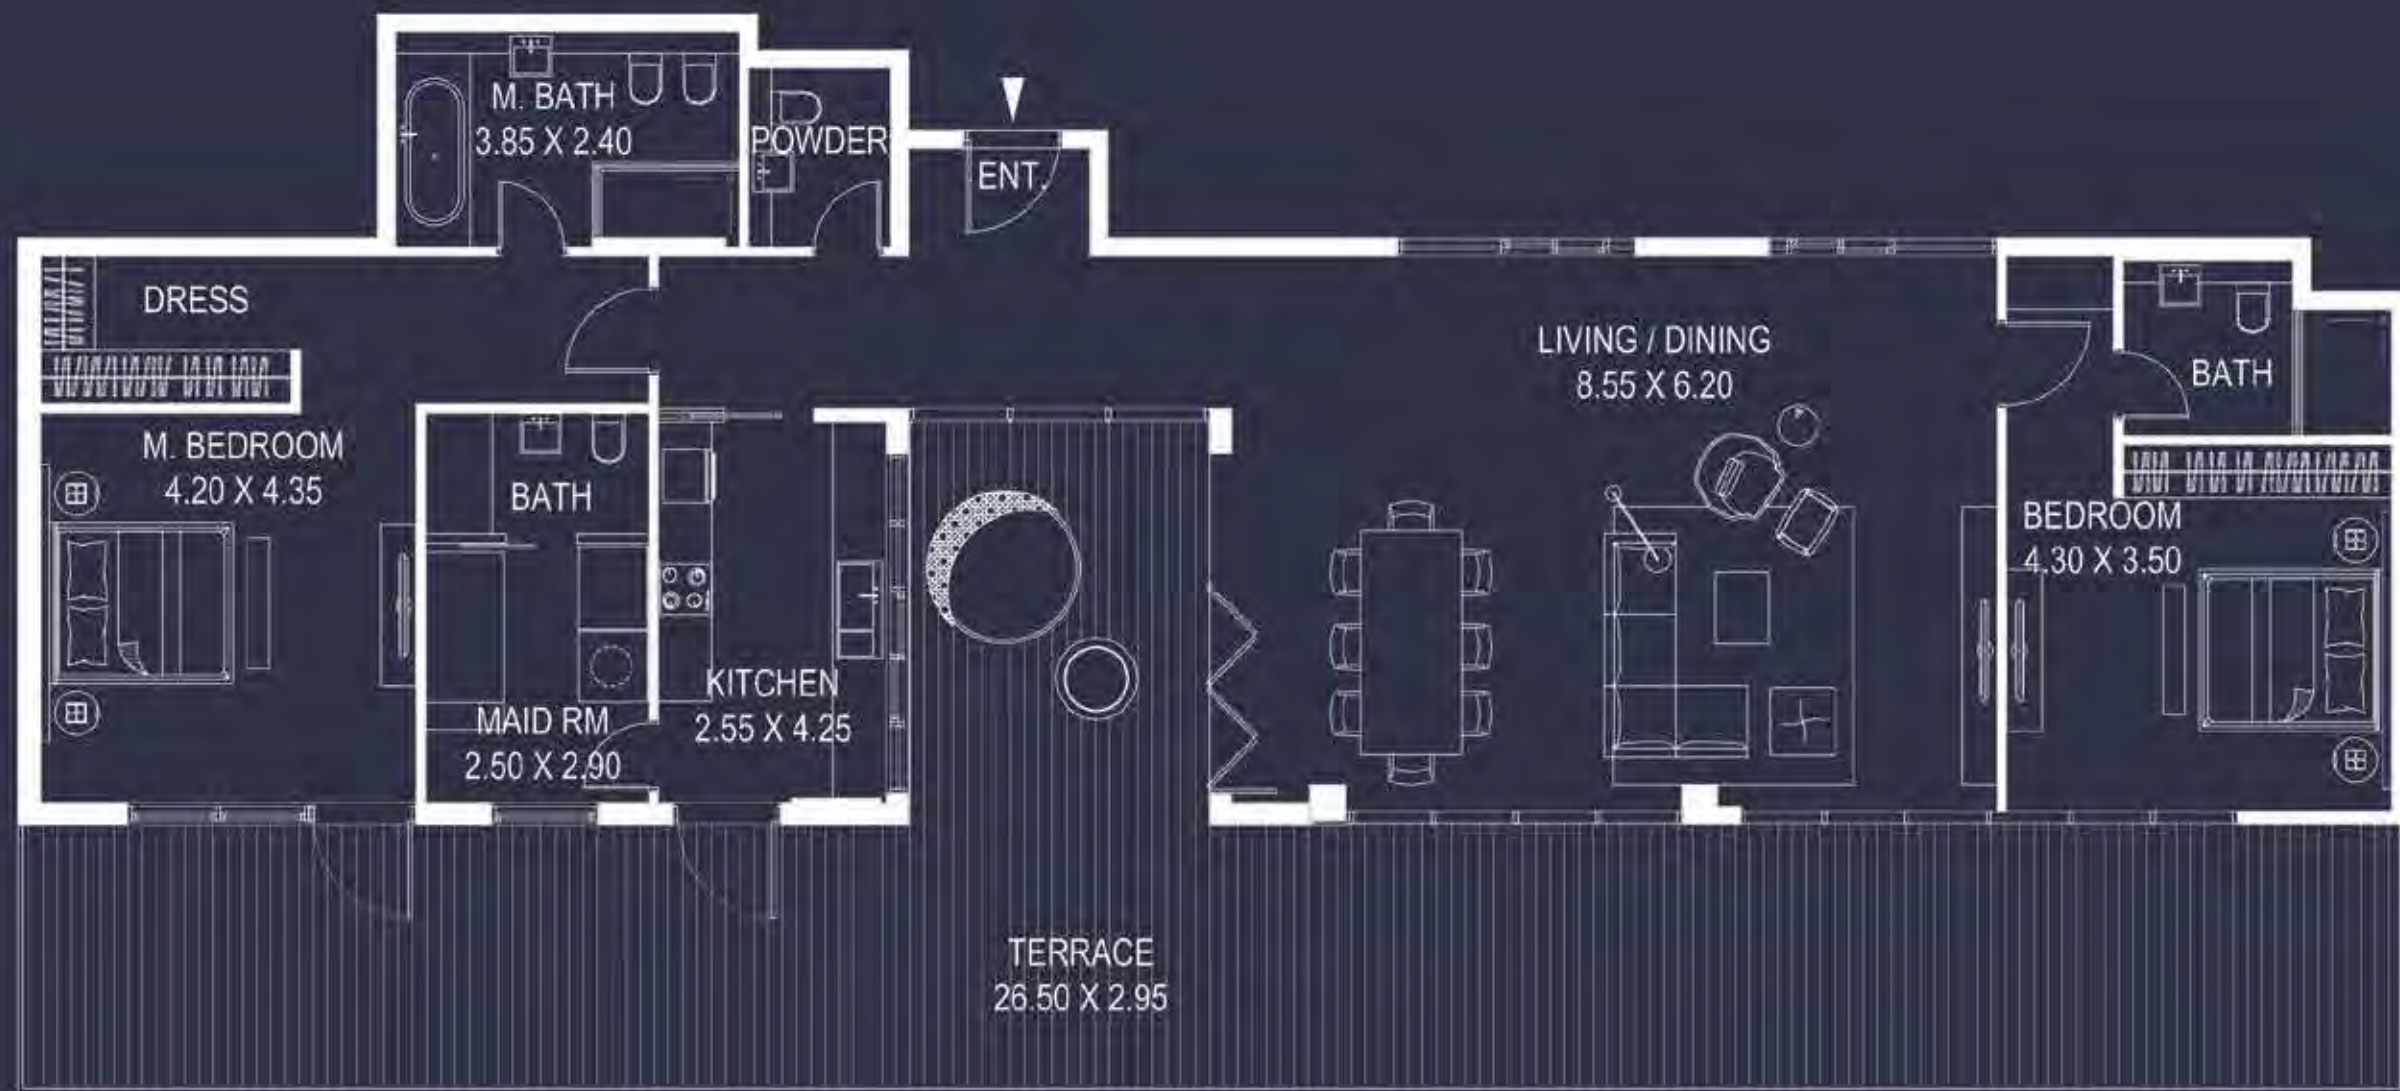 M. BATH
3.85 X 2.40
POWDER
ENT.
DRESS
M. BEDROOM
4.20 X 4.35
BATH
MAID RM
2.50 X 2.90
KITCHEN
2.55 X 4.25
LIVING / DINING
8.55 X 6.20
BATH
BEDROOM
4.30 X 3.50
TERRACE
26.50 X 2.95